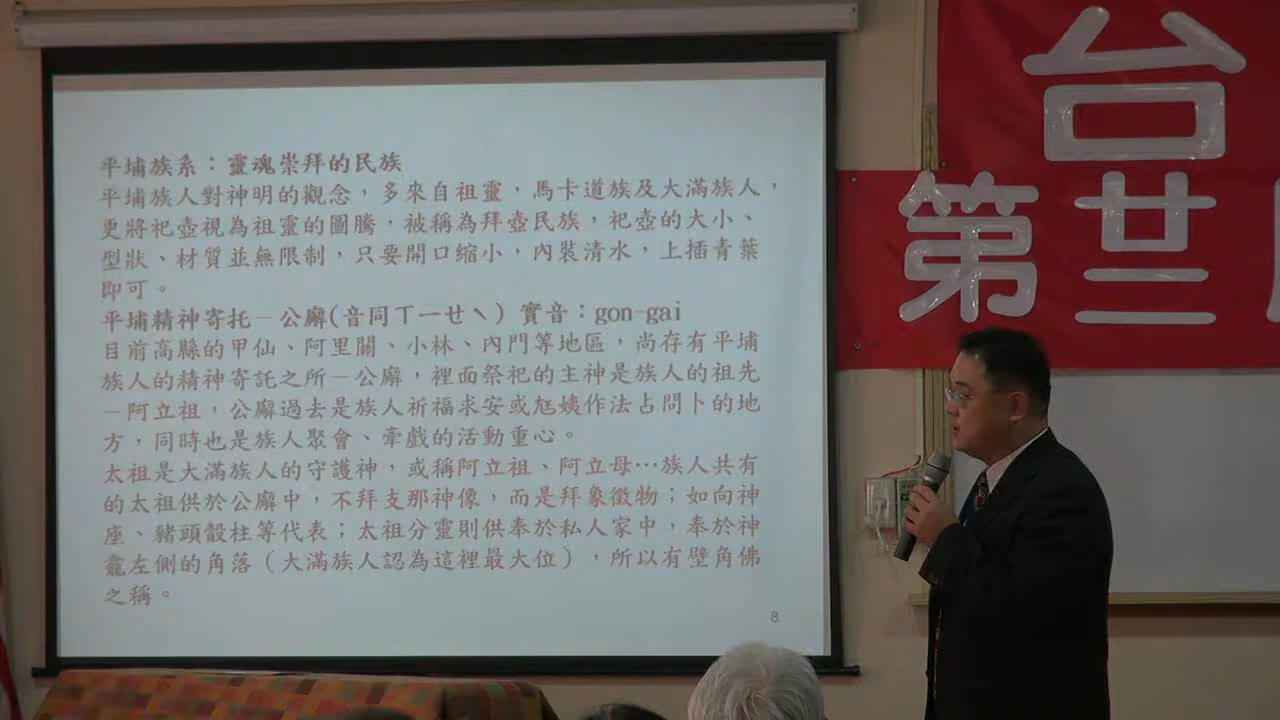 平埔族系：靈魂崇拜的民族
平埔族人對神明的觀念，多來自祖靈，馬卡道族及大滿族人，
更將祀壺視為祖靈的圖騰，被稱為拜壺民族，祀壺的大小、
型狀、材質並無限制，只要開口縮小，內裝清水，上插青葉
即可。
平埔精神寄托－公廨(音同ㄒㄧㄝヽ) 實音：gon-gai
目前高縣的甲仙、阿里關、小林、內門等地區，尚存有平埔
族人的精神寄託之所－公廨，裡面祭祀的主神是族人的祖先
－阿立祖，公廨過去是族人祈福求安或尪姨作法占問卜的地
方，同時也是族人聚會、牽戲的活動重心。
太祖是大滿族人的守護神，或稱阿立祖、阿立母…族人共有
的太祖供於公廨中，不拜支那神像，而是拜象徵物；如向神
座、豬頭殼柱等代表；太祖分靈則供奉於私人家中，奉於神
龕左側的角落（大滿族人認為這裡最大位），所以有壁角佛
之稱。
8
台
第廿二